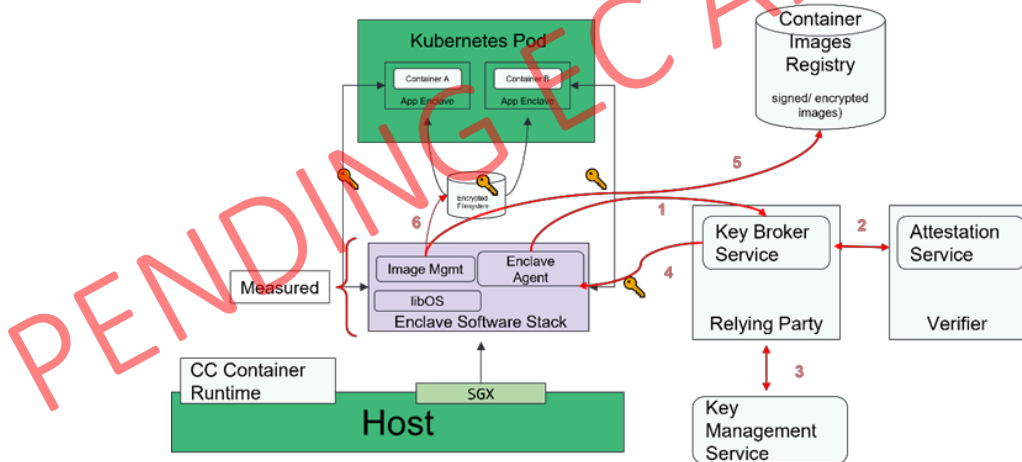 Kubernetes Pod
Container A
App Enclave
Container B
App Enclave
Container
Images
Registry
signed/ encrypted
images)
5
Encrypted
Filesystem
6
1
Key Broker
Service
2
Attestation
Service
4
Image Mgmt
Enclave
Agent
libOS
Enclave Software Stack
Measured
Relying Party
Verifier
3
CC Container
Runtime
SGX
Host
Key
Management
Service
PENDING ECA